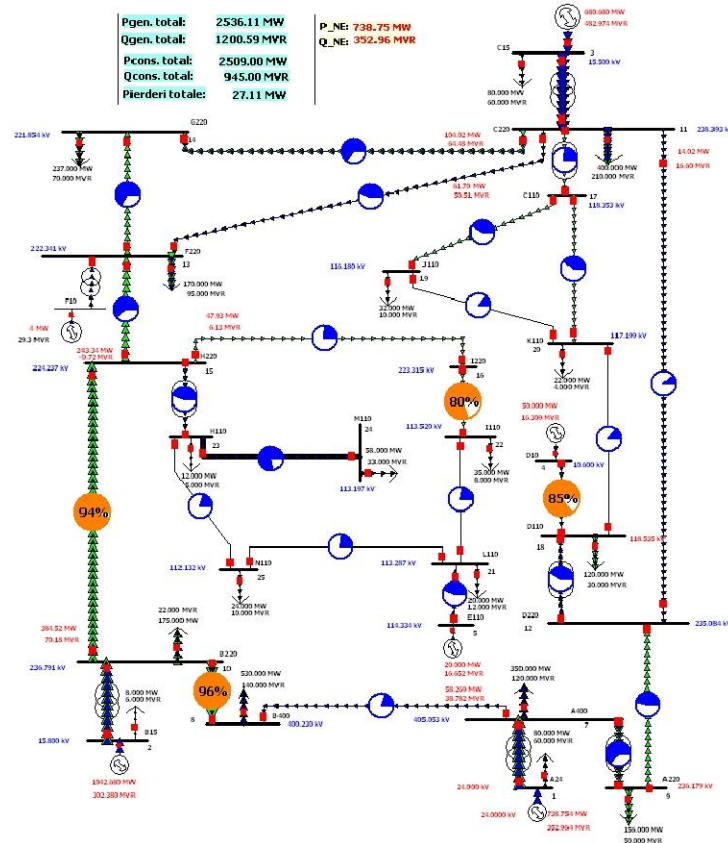 Pgen. total: 2536.11 MW
Qgen. total: 1200.59 MVR
Pcons. total: 2509.00 MW
Qcons. total: 945.00 MVR
Pierderi totale: 27.11 MW
P_NE: 738.75 MW
Q_NE: 352.96 MVR
680.680 MW
482.974 MVR
C15
3
15.800 kV
80.000 MW
60.000 MVR
G220
221.854 kV
14
237.000 MW
70.000 MVR
104.02 MW
64.48 MVR
C220
11
238.393 kV
400.000 MW
210.000 MVR
14.02 MW
16.60 MVR
61.70 MW
50.51 MVR
C110
17
118.353 kV
222.341 kV
F220
13
170.000 MW
95.000 MVR
F10
4 MW
29.3 MVR
J110
116.180 kV
19
32.000 MW
10.000 MVR
K110
20
117.199 kV
22.000 MW
4.000 MVR
47.93 MW
6.13 MVR
243.34 MW
-9.72 MVR
H220
224.237 kV
15
I220
16
223.315 kV
80%
M110
24
H110
23
113.520 kV
I110
22
58.000 MW
33.000 MVR
113.197 kV
12.000 MW
5.000 MVR
35.000 MW
8.000 MVR
50.000 MW
16.309 MVR
D10
4
10.600 kV
85%
94%
D110
18
118.535 kV
120.000 MW
30.000 MVR
N110
112.132 kV
25
24.000 MW
10.000 MVR
L110
113.287 kV
21
20.000 MW
12.000 MVR
E110
114.334 kV
5
20.000 MW
16.652 MVR
D220
12
235.084 kV
22.000 MVR
175.000 MW
384.52 MW
70.18 MVR
B220
236.791 kV
10
96%
530.000 MW
140.000 MVR
B400
8
400.230 kV
8.000 MW
6.000 MVR
B15
15.800 kV
2
1042.680 MW
302.380 MVR
58.269 MW
38.782 MVR
350.000 MW
120.000 MVR
A400
405.053 kV
7
80.000 MW
60.000 MVR
A24
24.000 kV
1
24.0000 kV
738.754 MW
352.964 MVR
A220
236.179 kV
9
156.000 MW
50.000 MVR